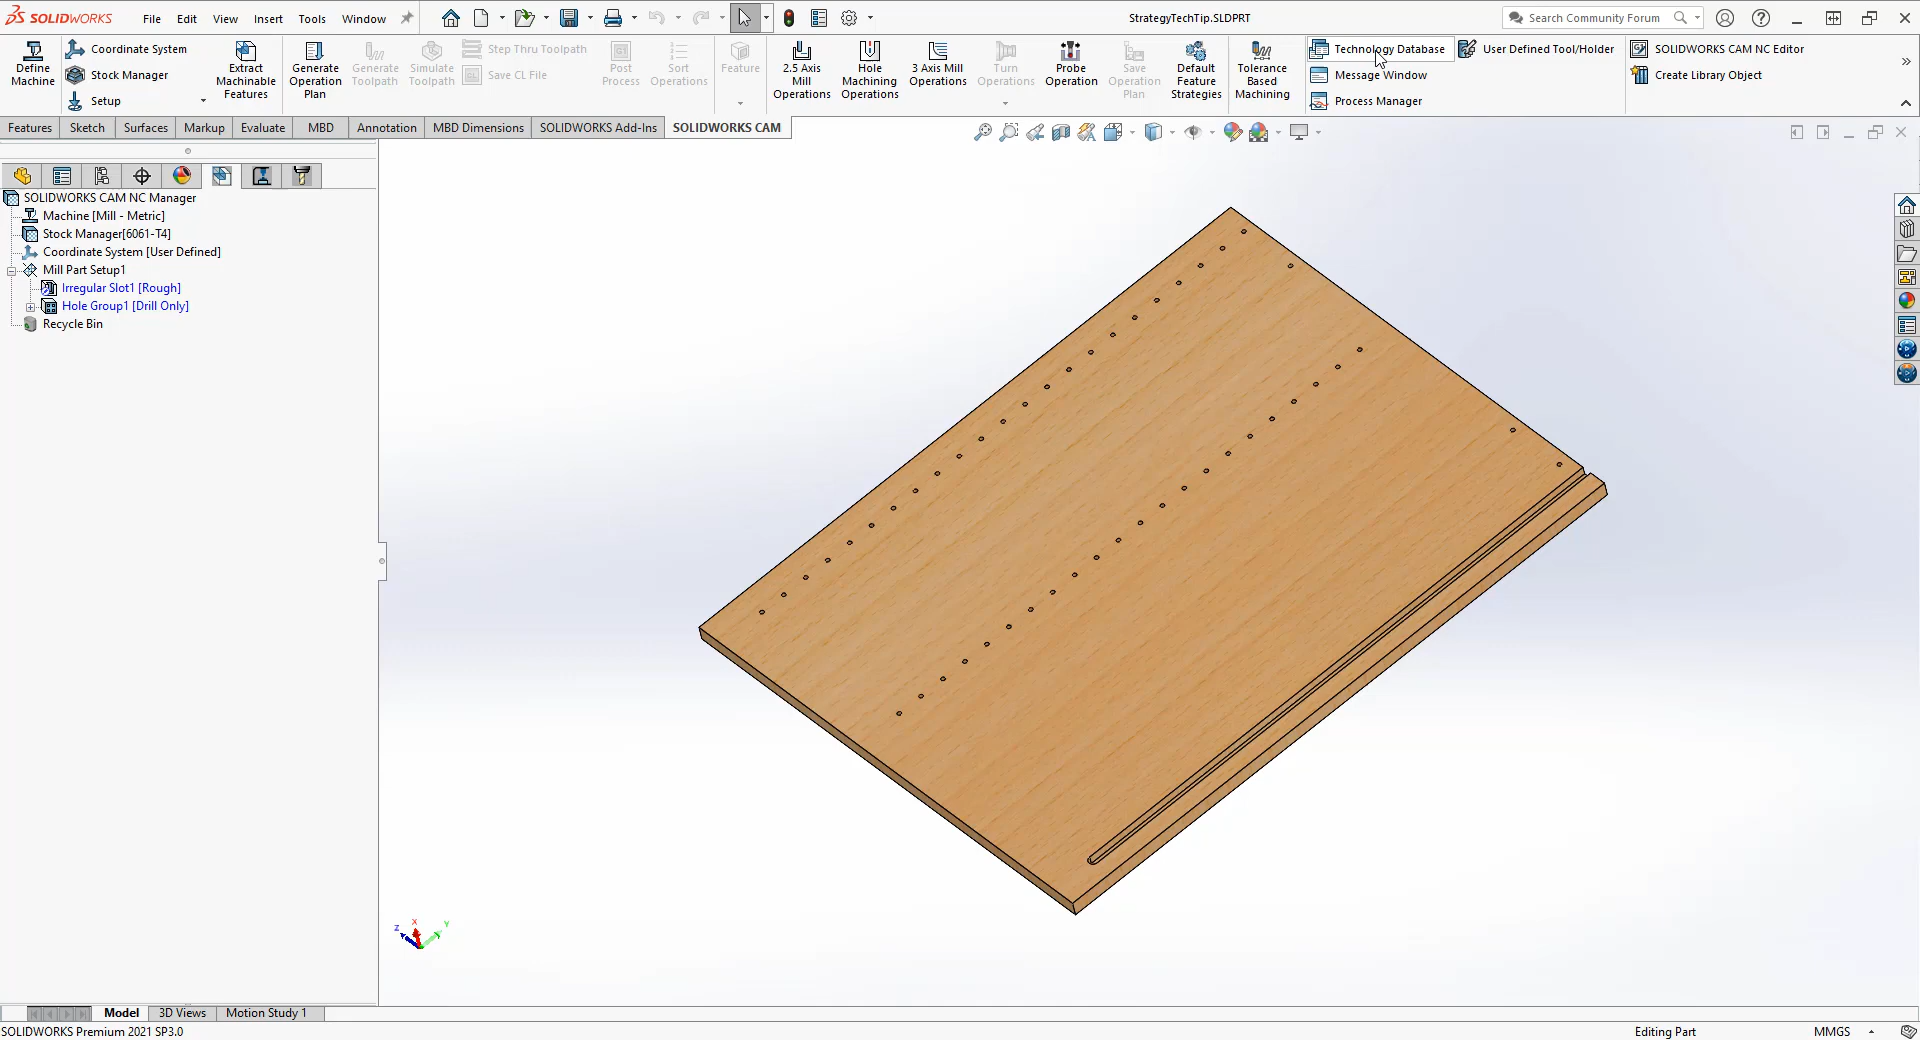 SOLIDWORKS File Edit View Insert Tools Window StrategyTechTip.SLDPRT Search Community Forum
Define Machine
Coordinate System
Stock Manager
Setup
Extract Machinable Features
Generate Operation Plan
Generate Toolpath
Simulate Toolpath
Step Thru Toolpath
Save CL File
Post Process
Sort Operations
Feature
2.5 Axis Mill Operations
Hole Machining Operations
3 Axis Mill Operations
Turn Operations
Probe Operation
Save Operation Plan
Default Feature Strategies
Tolerance Based Machining
Technology Database
Message Window
Process Manager
User Defined Tool/Holder
SOLIDWORKS CAM NC Editor
Create Library Object
Features Sketch Surfaces Markup Evaluate MBD Annotation MBD Dimensions SOLIDWORKS Add-Ins SOLIDWORKS CAM
SOLIDWORKS CAM NC Manager
Machine [Mill - Metric]
Stock Manager[6061-T4]
Coordinate System [User Defined]
Mill Part Setup1
Irregular Slot1 [Rough]
Hole Group1 [Drill Only]
Recycle Bin
X
Y
Z
Model 3D Views Motion Study 1
SOLIDWORKS Premium 2021 SP3.0 Editing Part MMGS